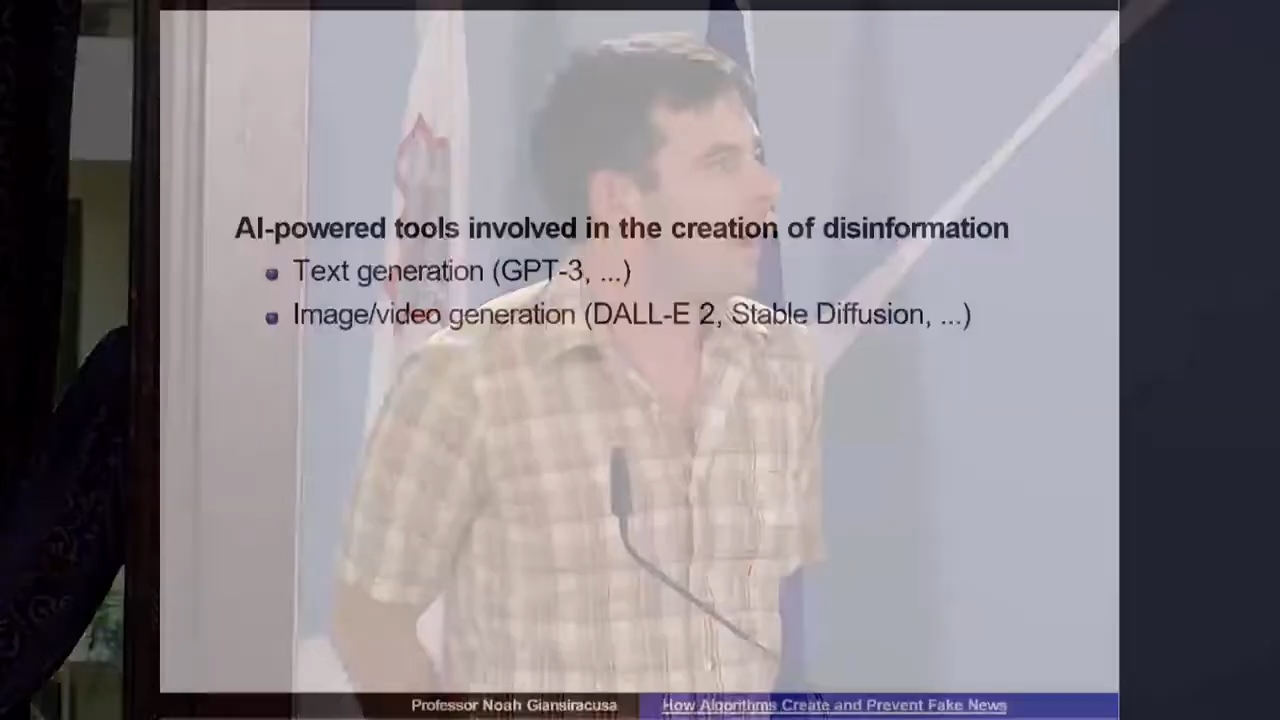 AI-powered tools involved in the creation of disinformation
Text generation (GPT-3, ...)
Image/video generation (DALL-E 2, Stable Diffusion, ...)
Professor Noah Giansiracusa
How Algorithms Create and Prevent Fake News